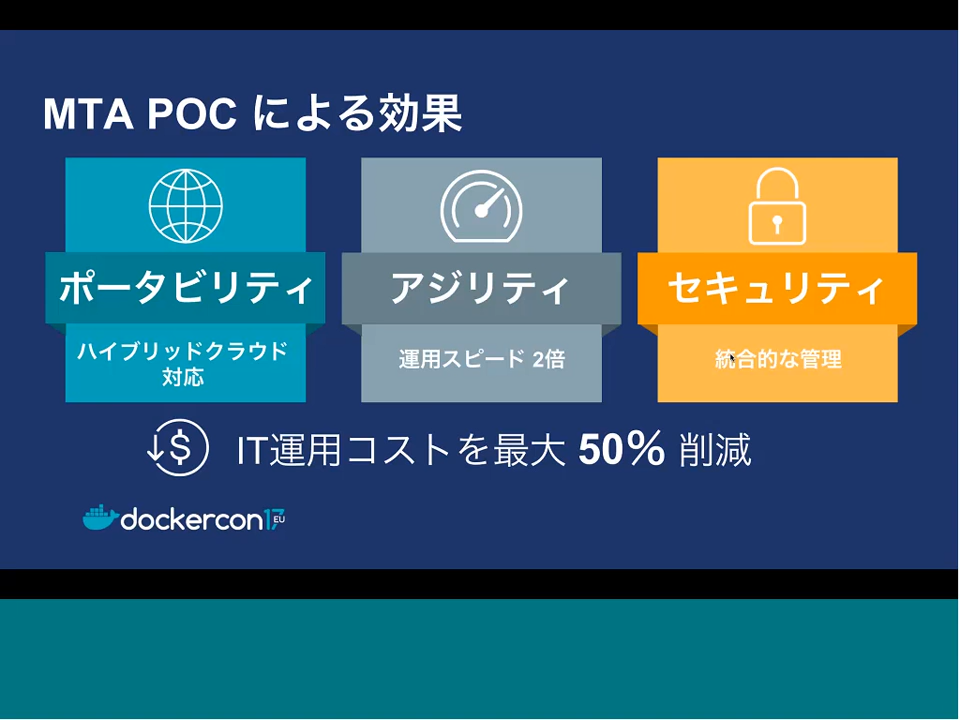 MTA POC による効果
ポータビリティ
ハイブリッドクラウド
対応
アジリティ
運用スピード 2倍
セキュリティ
統合的な管理
$ IT運用コストを最大 50% 削減
dockercon17 EU